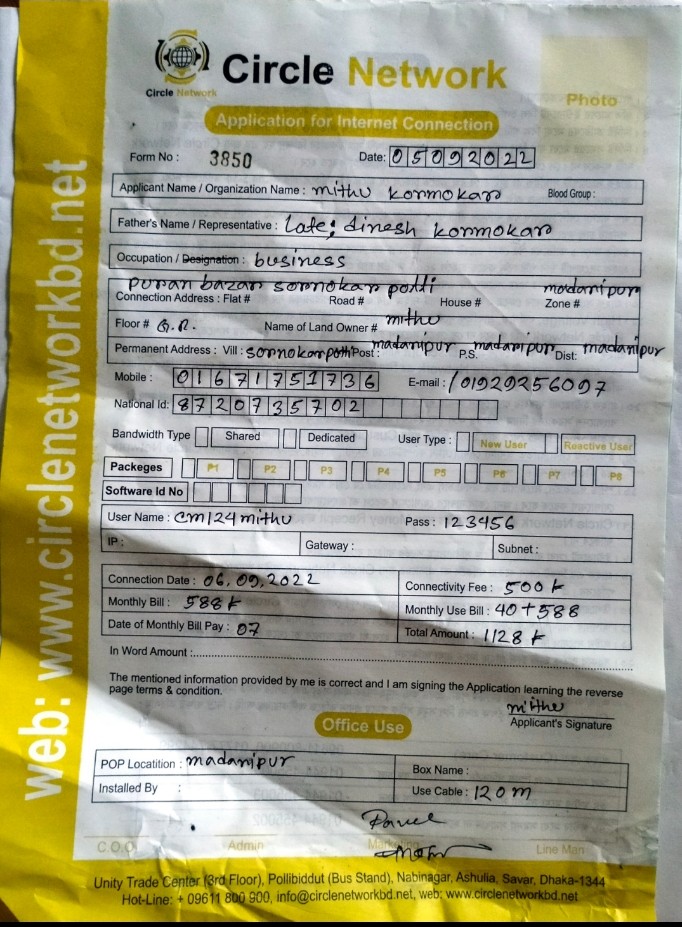 Circle Network
Circle Network
Photo
Application for Internet Connection
Form No : 3850
Date: 05092022
Applicant Name / Organization Name : mithu kormokar
Blood Group :
Father's Name / Representative : Late; dinesh kormokar
Occupation / Designation : business
puran bazar sornokar potti madaripur
Connection Address : Flat # Road # House # Zone #
Floor # G.R. Name of Land Owner # mithu
Permanent Address : Vill : Post : madaripur P.S. madaripur Dist: madaripur
Mobile : 01671751736 E-mail : / 01929256097
National Id: 8720735702
Bandwidth Type Shared Dedicated User Type : New User Reactive User
Packeges P1 P2 P3 P4 P5 P6 P7 P8
Software Id No
User Name : cm124mithu Pass : 123456
IP : Gateway : Subnet :
Connection Date : 06.09.2022 Connectivity Fee : 500
Monthly Bill : 588 Monthly Use Bill : 40+588
Date of Monthly Bill Pay : 07 Total Amount : 1128
In Word Amount :
The mentioned information provided by me is correct and I am signing the Application learning the reverse
page terms & condition.
mithu
Applicant's Signature
Office Use
POP Locatition : madaripur Box Name :
Installed By : Use Cable : 120 m
C.O.O Admin Line Man
Unity Trade Center (3rd Floor), Pollibiddut (Bus Stand), Nabinagar, Ashulia, Savar, Dhaka-1344
Hot-Line: + 09611 800 900, info@circlenetworkbd.net, web: www.circlenetworkbd.net
web: www.circlenetworkbd.net